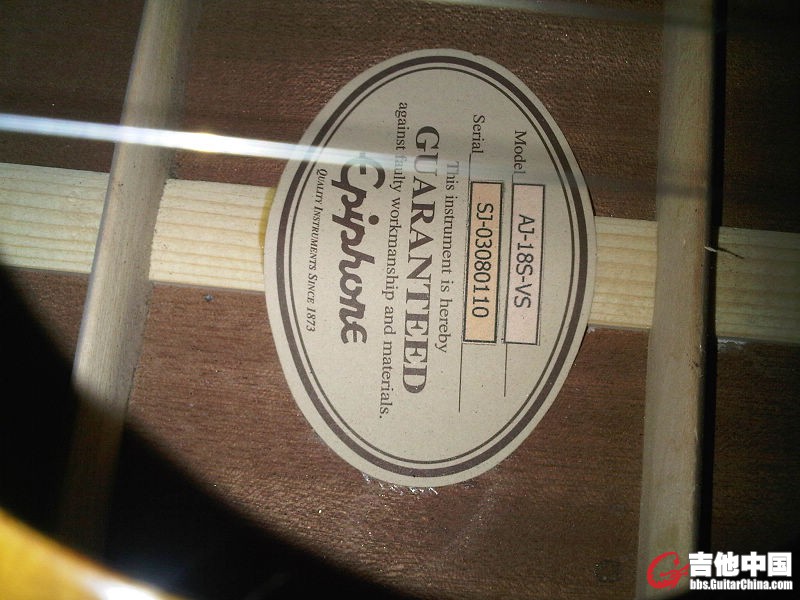 Model AJ-18S-VS
Serial SJ-03080110
This instrument is hereby
GUARANTEED
against faulty workmanship and materials.
Epiphone
QUALITY INSTRUMENTS SINCE 1873
吉他中国
bbs.GuitarChina.com